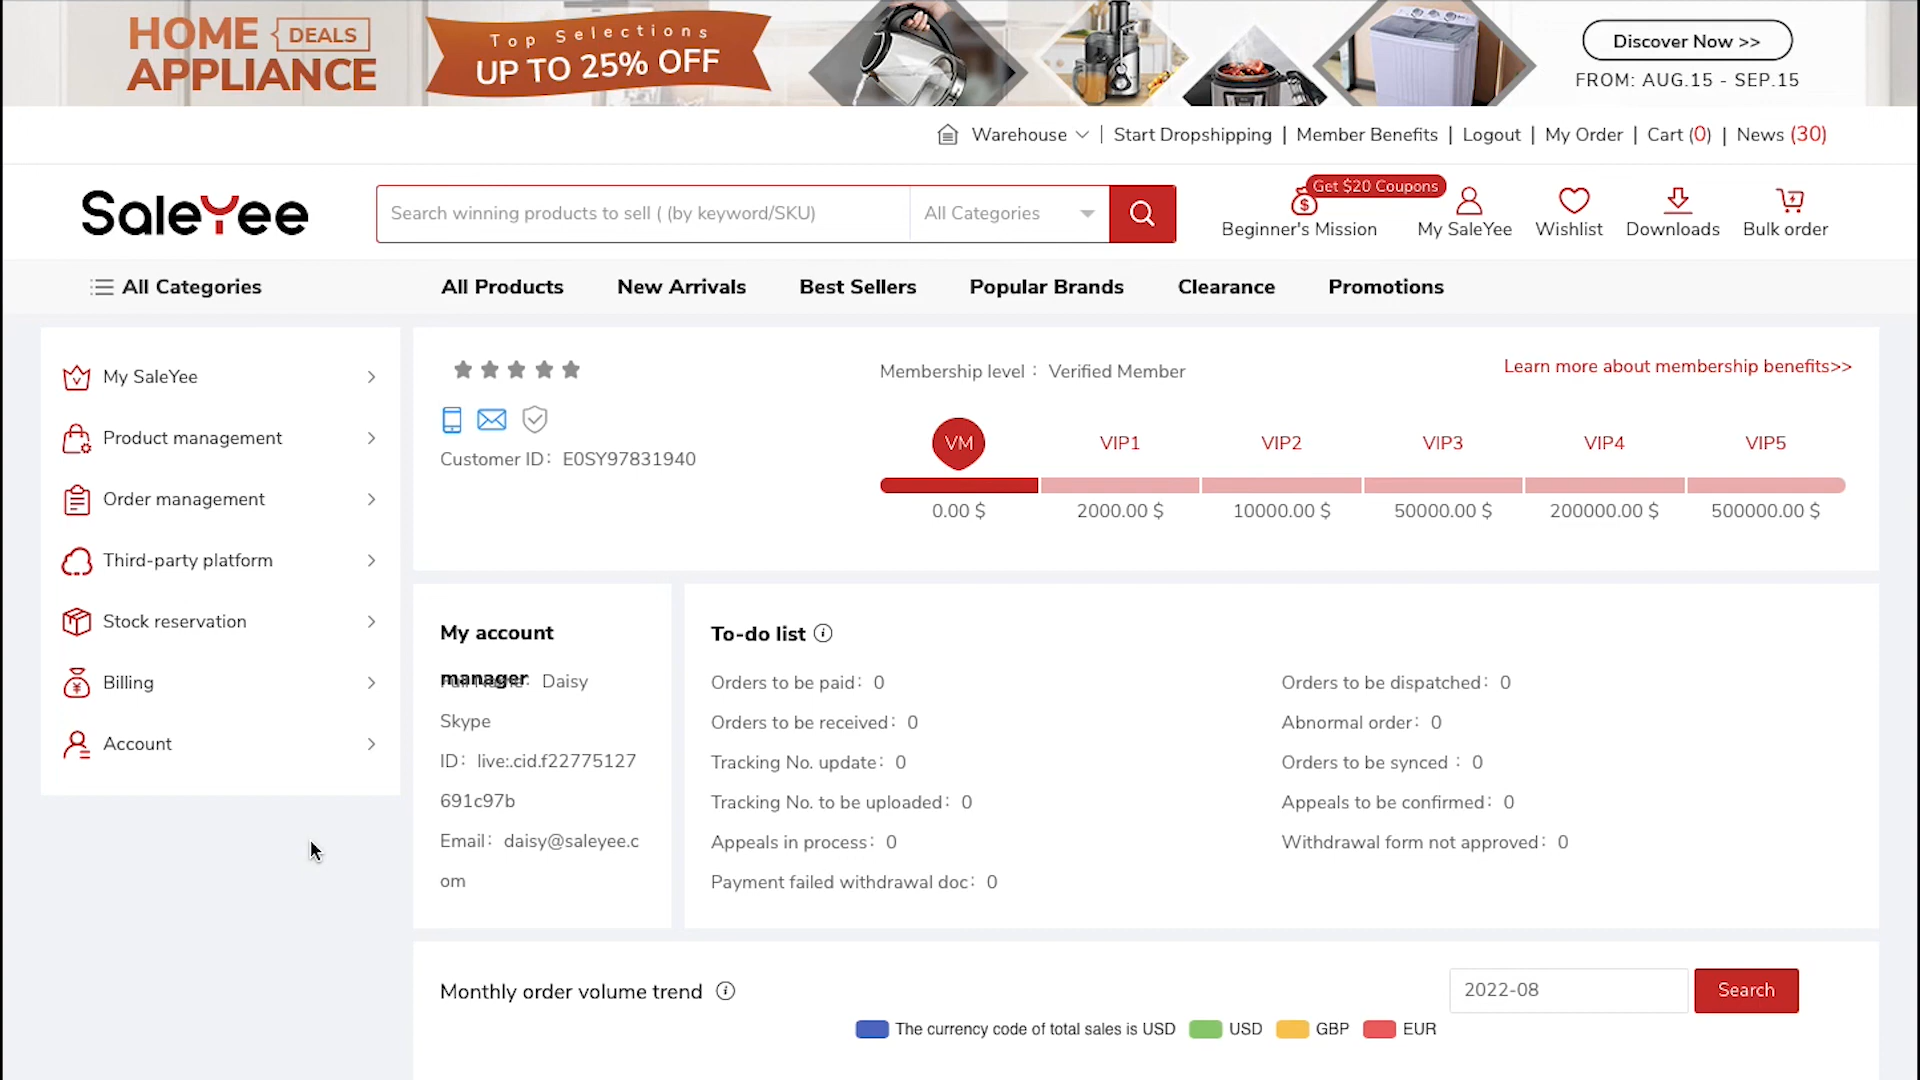 HOME DEALS
APPLIANCE
Top Selections
UP TO 25% OFF
Discover Now >>
FROM: AUG.15 - SEP.15
Warehouse | Start Dropshipping | Member Benefits | Logout | My Order | Cart (0) | News (30)
SaleYee
Search winning products to sell ( (by keyword/SKU)
All Categories
Get $20 Coupons
Beginner's Mission
My SaleYee
Wishlist
Downloads
Bulk order
All Categories
All Products
New Arrivals
Best Sellers
Popular Brands
Clearance
Promotions
My SaleYee
Product management
Order management
Third-party platform
Stock reservation
Billing
Account
Customer ID: E0SY97831940
Membership level : Verified Member
Learn more about membership benefits>>
VM VIP1 VIP2 VIP3 VIP4 VIP5
0.00 $ 2000.00 $ 10000.00 $ 50000.00 $ 200000.00 $ 500000.00 $
My account
manager
Full Name: Daisy
Skype
ID: live:.cid.f22775127
691c97b
Email: daisy@saleyee.c
om
To-do list
Orders to be paid: 0
Orders to be received: 0
Tracking No. update: 0
Tracking No. to be uploaded: 0
Appeals in process: 0
Payment failed withdrawal doc: 0
Orders to be dispatched: 0
Abnormal order: 0
Orders to be synced : 0
Appeals to be confirmed: 0
Withdrawal form not approved: 0
Monthly order volume trend
2022-08
Search
The currency code of total sales is USD USD GBP EUR